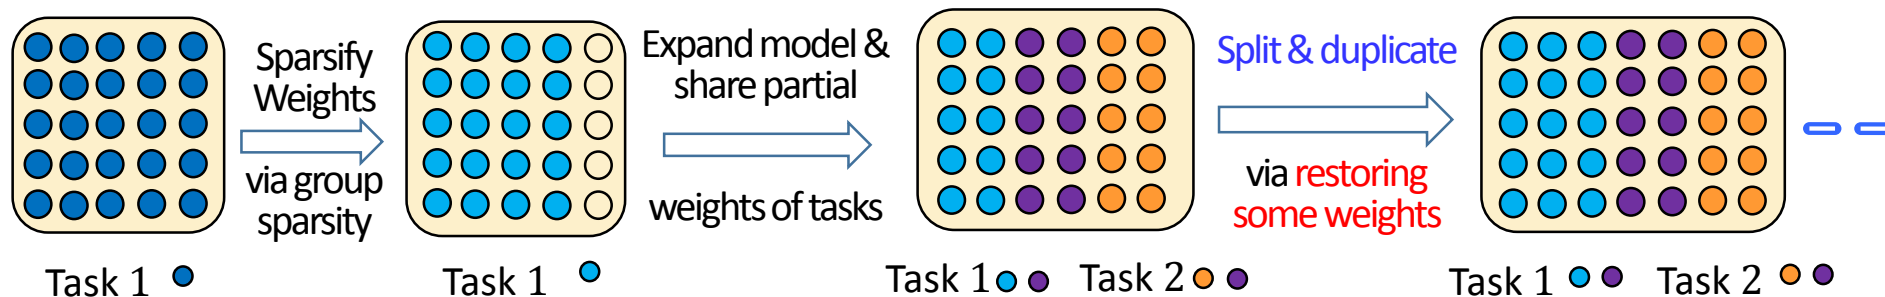 Sparsify
Weights
via group
sparsity
Expand model &
share partial
weights of tasks
Split & duplicate
via restoring
some weights
Task 1
Task 1
Task 1
Task 2
Task 1
Task 2